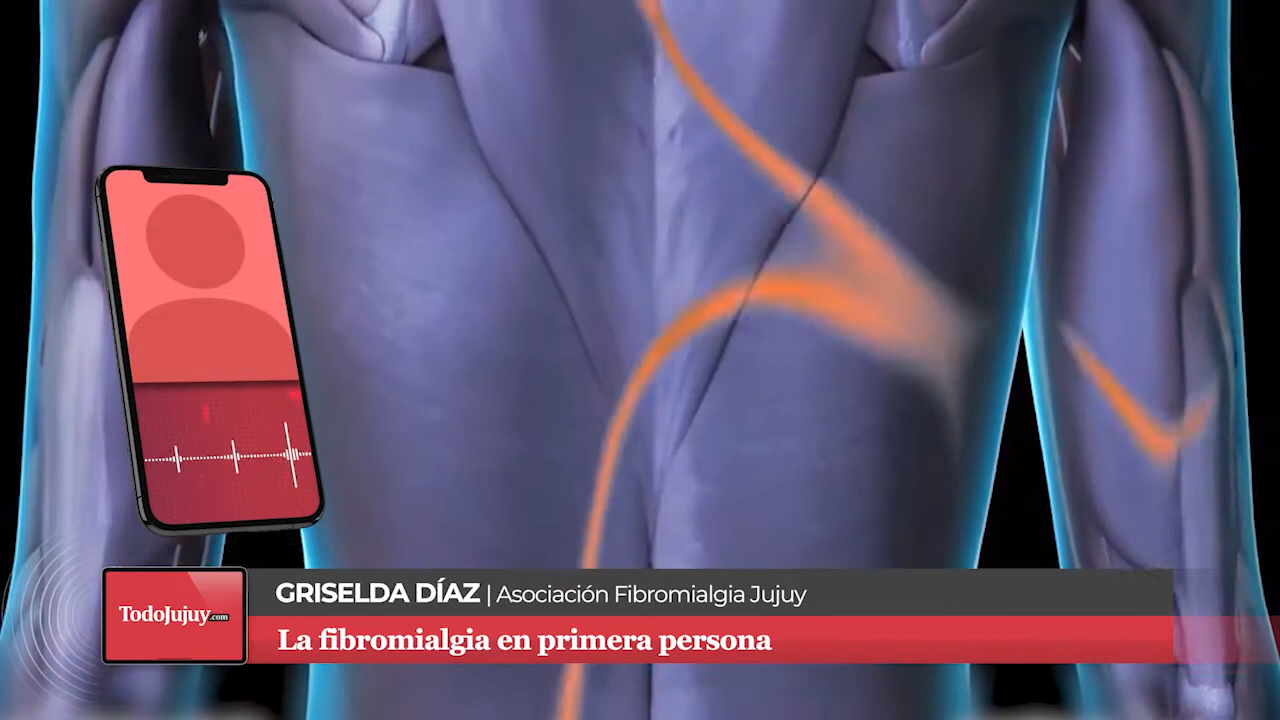 GRISELDA DÍAZ | Asociación Fibromialgia Jujuy
TodoJujuy.com
La fibromialgia en primera persona